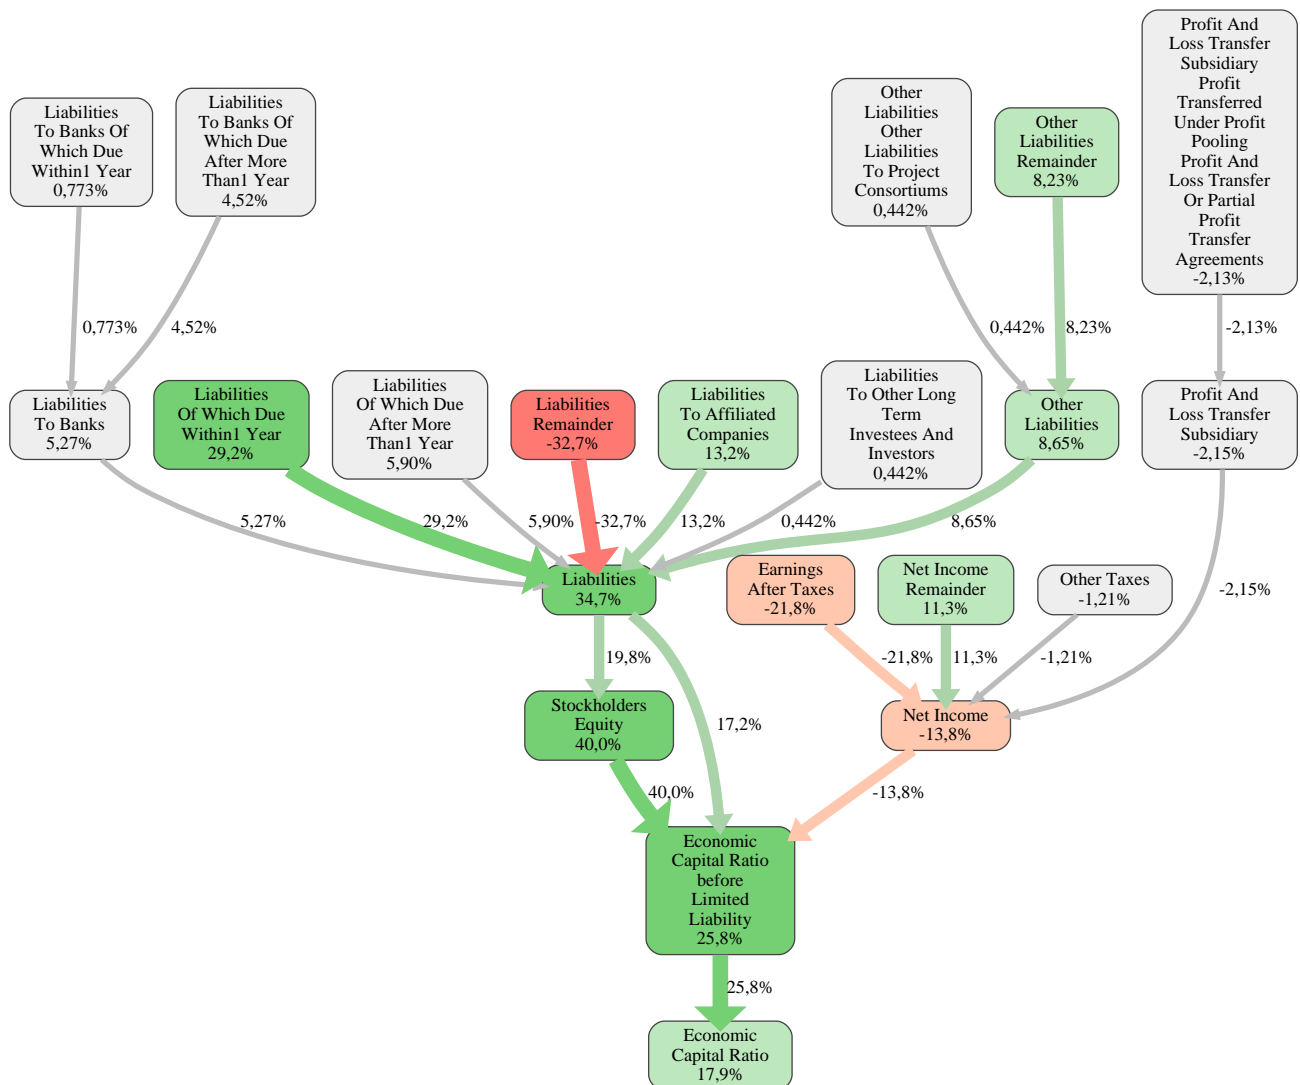 Profit And
Loss Transfer
Subsidiary
Profit
Transferred
Under Profit
Pooling
Profit And
Loss Transfer
Or Partial
Profit
Transfer
Agreements
-2,13%
Liabilities
To Banks Of
Which Due
Within1 Year
0,773%
Liabilities
To Banks Of
Which Due
After More
Than1 Year
4,52%
Other
Liabilities
Other
Liabilities
To Project
Consortiums
0,442%
Other
Liabilities
Remainder
8,23%
0,773%
4,52%
0,442%
8,23%
-2,13%
Liabilities
To Banks
5,27%
Liabilities
Of Which Due
Within1 Year
29,2%
Liabilities
Of Which Due
After More
Than1 Year
5,90%
Liabilities
Remainder
-32,7%
Liabilities
To Affiliated
Companies
13,2%
Liabilities
To Other Long
Term
Investees And
Investors
0,442%
Other
Liabilities
8,65%
Profit And
Loss Transfer
Subsidiary
-2,15%
5,27%
29,2%
5,90%
-32,7%
13,2%
0,442%
8,65%
-2,15%
Liabilities
34,7%
Earnings
After Taxes
-21,8%
Net Income
Remainder
11,3%
Other Taxes
-1,21%
19,8%
-21,8%
11,3%
-1,21%
Stockholders
Equity
40,0%
17,2%
Net Income
-13,8%
40,0%
-13,8%
Economic
Capital Ratio
before
Limited
Liability
25,8%
25,8%
Economic
Capital Ratio
17,9%